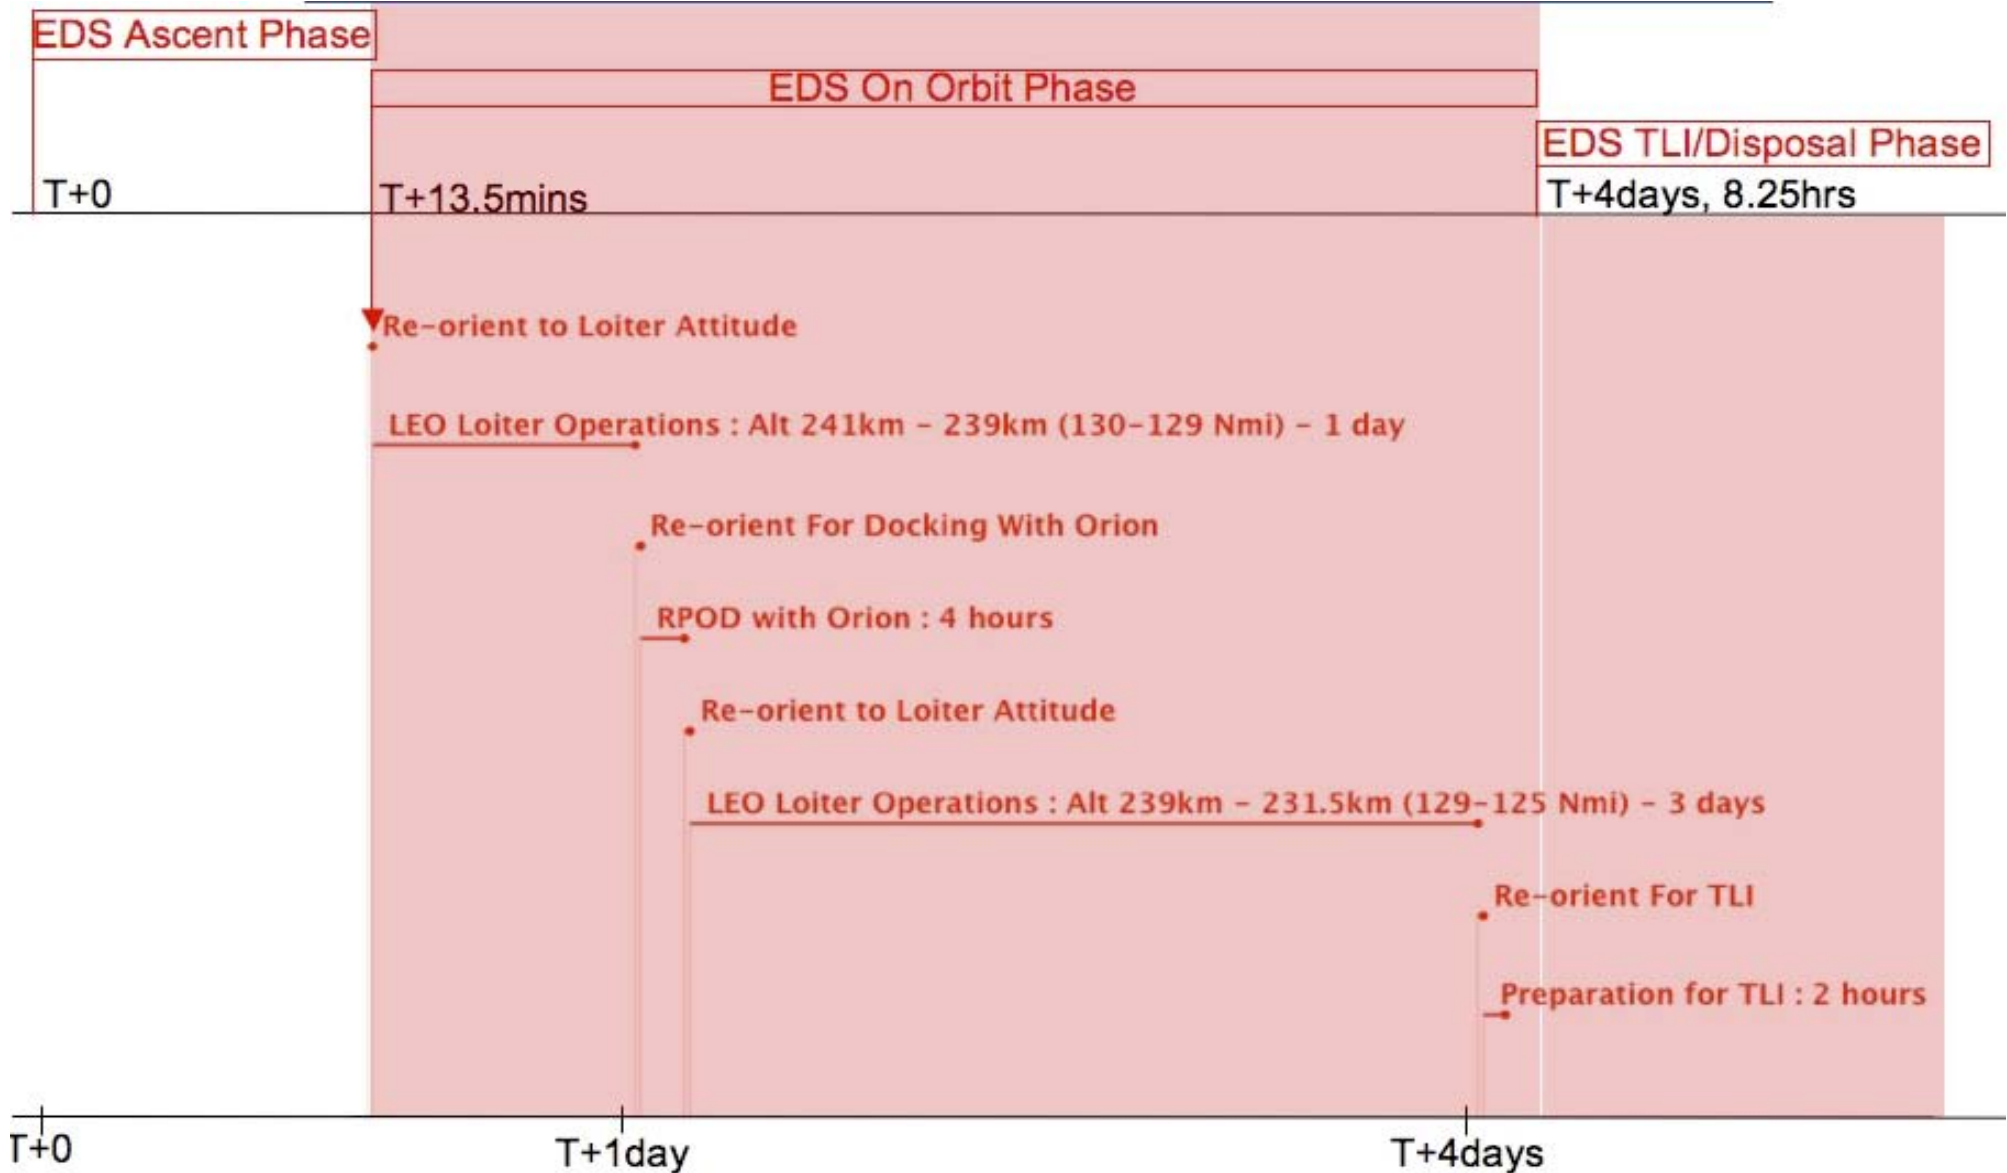 EDS Ascent Phase
EDS On Orbit Phase
EDS TLI/Disposal Phase
T+0
T+13.5mins
T+4days, 8.25hrs
Re-orient to Loiter Attitude
LEO Loiter Operations : Alt 241km - 239km (130-129 Nmi) - 1 day
Re-orient For Docking With Orion
RPOD with Orion : 4 hours
Re-orient to Loiter Attitude
LEO Loiter Operations : Alt 239km - 231.5km (129-125 Nmi) - 3 days
Re-orient For TLI
Preparation for TLI : 2 hours
T+0
T+1day
T+4days